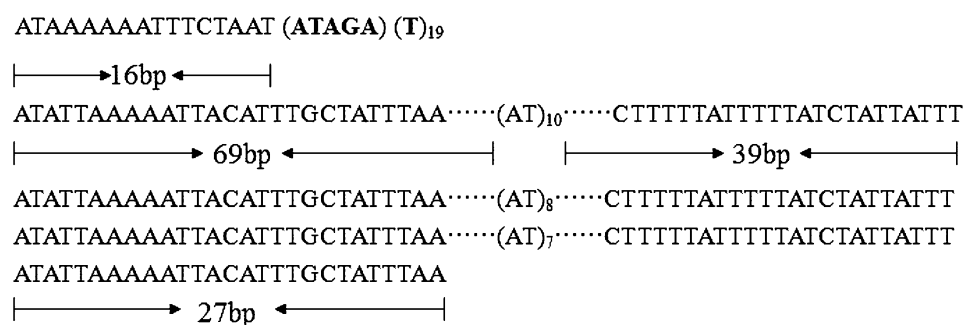 ATAAAAAATTTCTAAT (ATAGA) (T)19
16bp
ATATTAAAAATTACATTTGCTATTTAA······(AT)10······CTTTTTATTTTTATCTATTATTT
69bp 39bp
ATATTAAAAATTACATTTGCTATTTAA······(AT)8······CTTTTTATTTTTATCTATTATTT
ATATTAAAAATTACATTTGCTATTTAA······(AT)7······CTTTTTATTTTTATCTATTATTT
ATATTAAAAATTACATTTGCTATTTAA
27bp